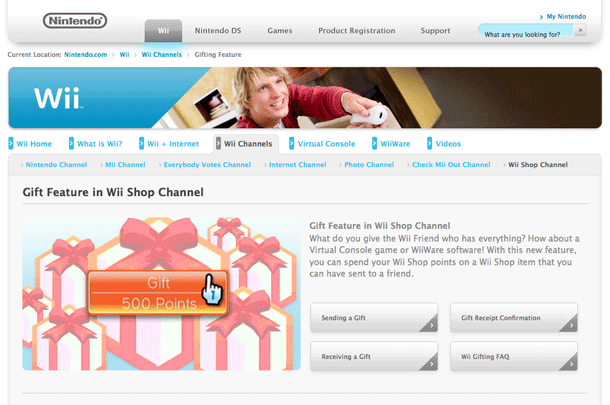 Nintendo
My Nintendo
Wii
Nintendo DS
Games
Product Registration
Support
What are you looking for?
Current Location: Nintendo.com › Wii › Wii Channels › Gifting Feature
Wii
Wii Home
What is Wii?
Wii + Internet
Wii Channels
Virtual Console
WiiWare
Videos
Nintendo Channel
Mii Channel
Everybody Votes Channel
Internet Channel
Photo Channel
Check Mii Out Channel
Wii Shop Channel
Gift Feature in Wii Shop Channel
Gift
500 Points
1
Gift Feature in Wii Shop Channel
What do you give the Wii Friend who has everything? How about a
Virtual Console game or WiiWare software! With this new feature,
you can spend your Wii Shop points on a Wii Shop item that you
can have sent to a friend.
Sending a Gift
Gift Receipt Confirmation
Receiving a Gift
Wii Gifting FAQ